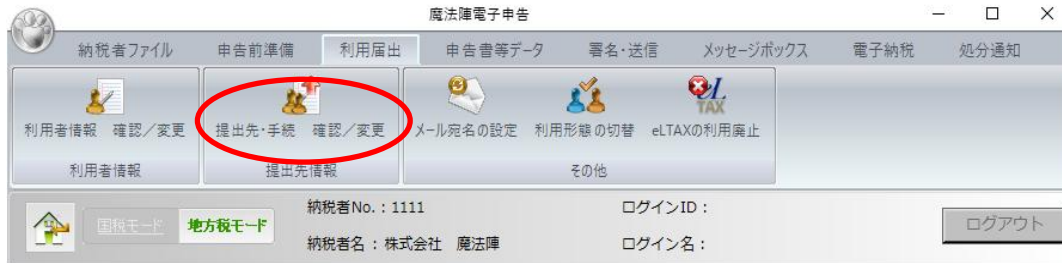 魔法陣電子申告
納税者ファイル 申告前準備 利用届出 申告書等データ 署名・送信 メッセージボックス 電子納税 処分通知
eL TAX
利用者情報 確認／変更 提出先・手続 確認／変更 メール宛名の設定 利用形態の切替 eLTAXの利用廃止
利用者情報 提出先情報 その他
納税者No.：1111 ログインID：
国税モード 地方税モード ログアウト
納税者名：株式会社 魔法陣 ログイン名：